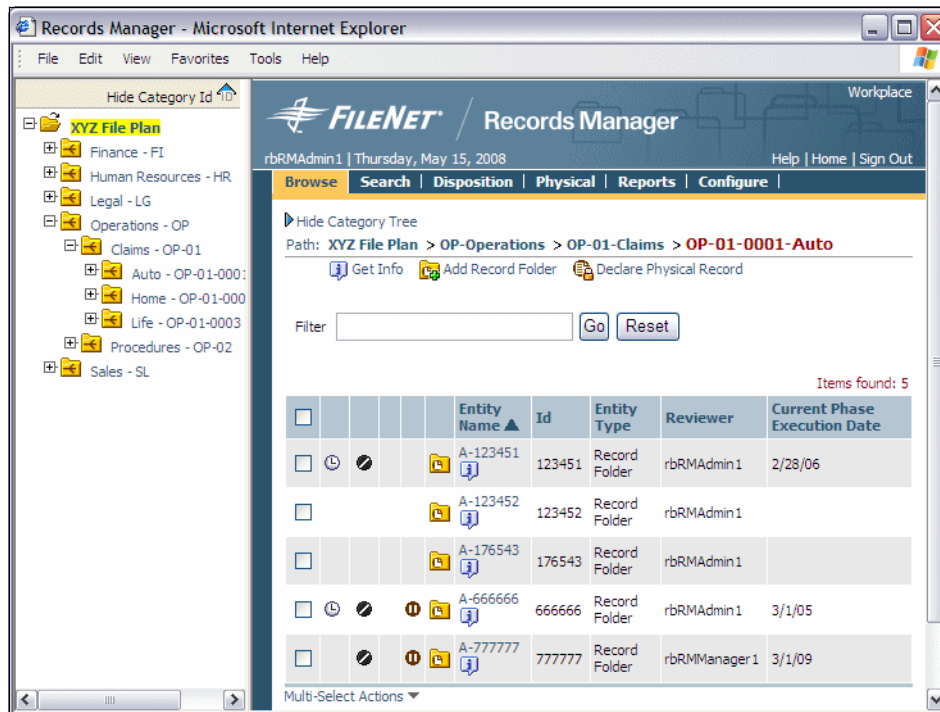 Records Manager - Microsoft Internet Explorer
File Edit View Favorites Tools Help
Hide Category Id ID
XYZ File Plan
Finance - FI
Human Resources - HR
Legal - LG
Operations - OP
Claims - OP-01
Auto - OP-01-0001
Home - OP-01-000
Life - OP-01-0003
Procedures - OP-02
Sales - SL
Workplace
FILENET Records Manager
rbRMAdmin1 | Thursday, May 15, 2008 Help | Home | Sign Out
Browse Search | Disposition | Physical | Reports | Configure |
Hide Category Tree
Path: XYZ File Plan > OP-Operations > OP-01-Claims > OP-01-0001-Auto
Get Info Add Record Folder Declare Physical Record
Filter Go Reset
Items found: 5
Entity Name Id Entity Type Reviewer Current Phase Execution Date
A-123451 123451 Record Folder rbRMAdmin1 2/28/06
A-123452 123452 Record Folder rbRMAdmin1
A-176543 176543 Record Folder rbRMAdmin1
A-666666 666666 Record Folder rbRMAdmin1 3/1/05
A-777777 777777 Record Folder rbRMManager1 3/1/09
Multi-Select Actions